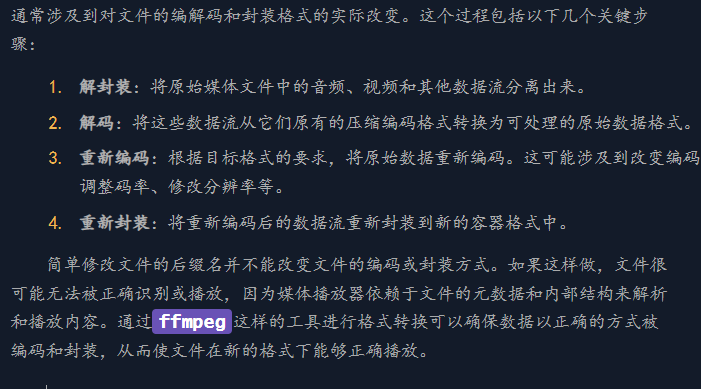 通常涉及到对文件的编解码和封装格式的实际改变。这个过程包括以下几个关键步
骤：
1. 解封装：将原始媒体文件中的音频、视频和其他数据流分离出来。
2. 解码：将这些数据流从它们原有的压缩编码格式转换为可处理的原始数据格式。
3. 重新编码：根据目标格式的要求，将原始数据重新编码。这可能涉及到改变编码
调整码率、修改分辨率等。
4. 重新封装：将重新编码后的数据流重新封装到新的容器格式中。
简单修改文件的后缀名并不能改变文件的编码或封装方式。如果这样做，文件很
可能无法被正确识别或播放，因为媒体播放器依赖于文件的元数据和内部结构来解析
和播放内容。通过ffmpeg这样的工具进行格式转换可以确保数据以正确的方式被
编码和封装，从而使文件在新的格式下能够正确播放。